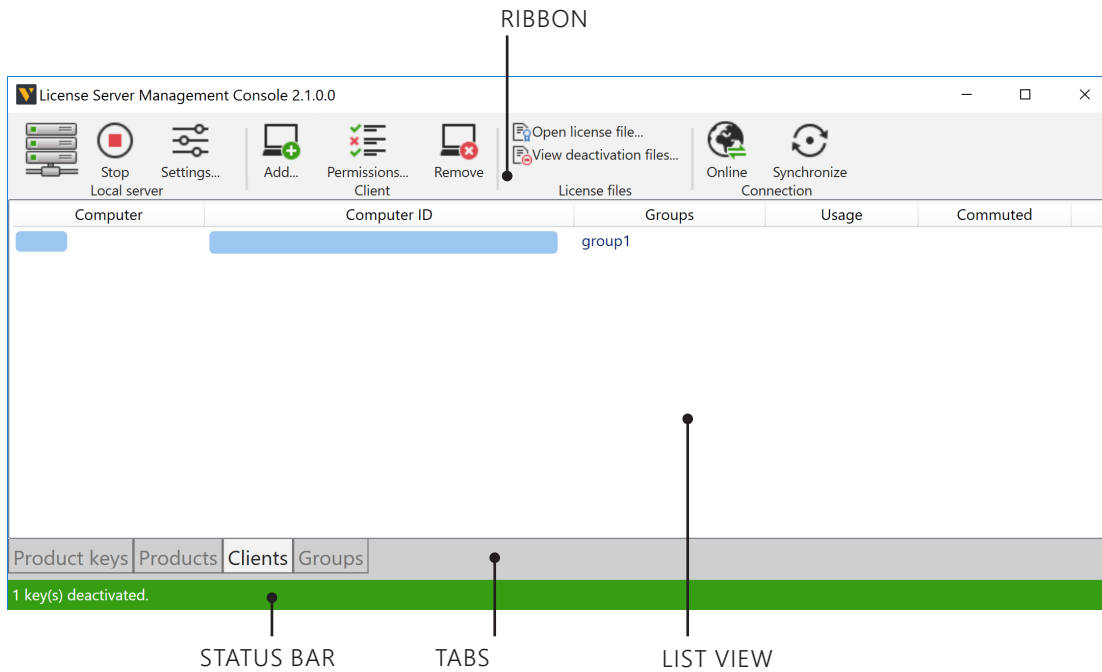 RIBBON
License Server Management Console 2.1.0.0
Open license file...
View deactivation files...
Stop Settings... Add... Permissions... Remove Online Synchronize
Local server Client License files Connection
Computer Computer ID Groups Usage Commuted
group1
Product keys Products Clients Groups
1 key(s) deactivated.
STATUS BAR TABS LIST VIEW